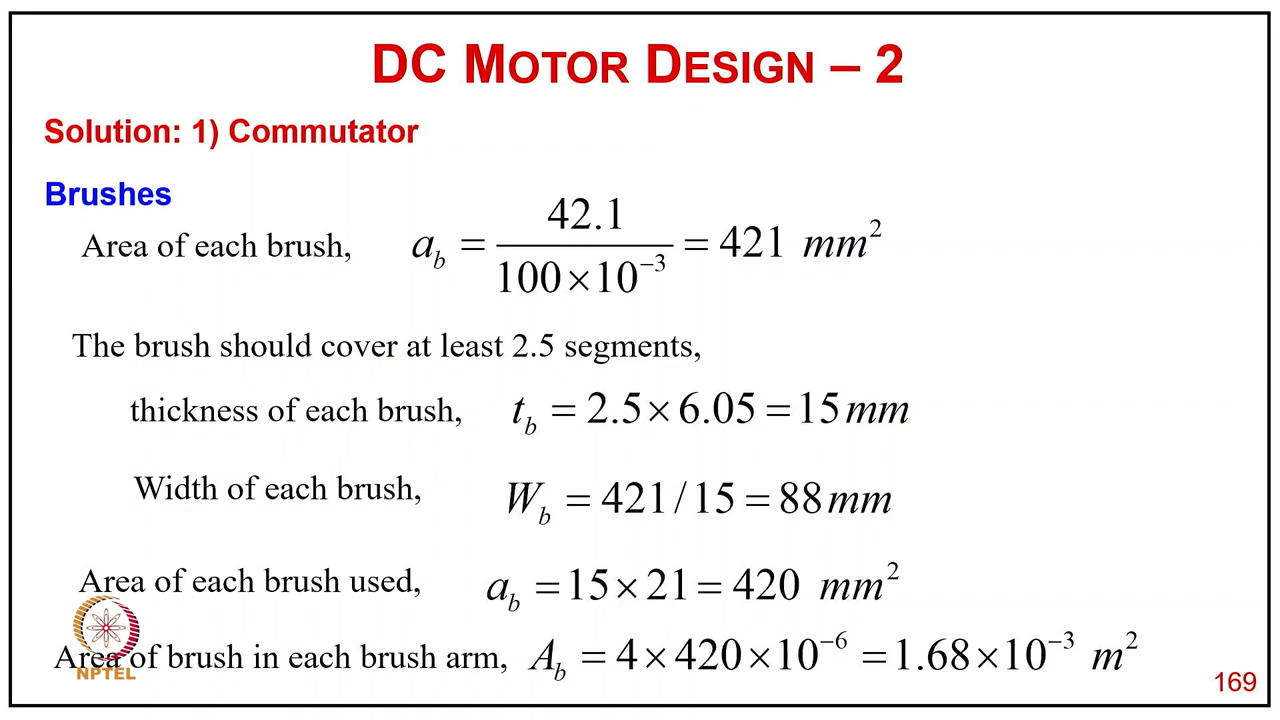 DC MOTOR DESIGN – 2
Solution: 1) Commutator
Brushes
Area of each brush, a_b = 42.1 / 100×10^−3 = 421 mm^2
The brush should cover at least 2.5 segments,
thickness of each brush, t_b = 2.5×6.05 = 15 mm
Width of each brush, W_b = 421 / 15 = 88 mm
Area of each brush used, a_b = 15×21 = 420 mm^2
Area of brush in each brush arm, A_b = 4×420×10^−6 = 1.68×10^−3 m^2
NPTEL
169